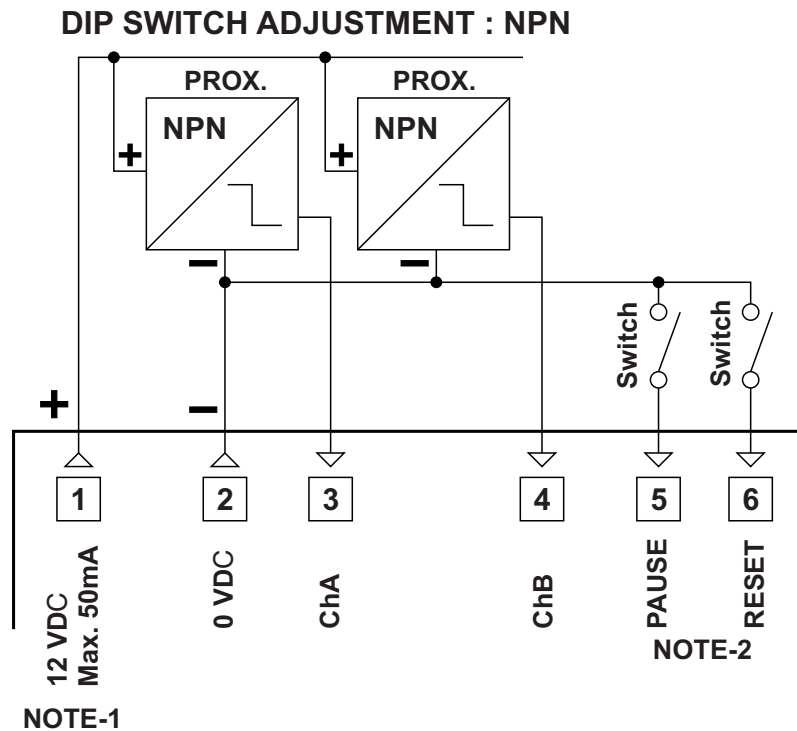 DIP SWITCH ADJUSTMENT : NPN
PROX.
PROX.
NPN
NPN
+
+
−
−
Switch
Switch
+
−
1
2
3
4
5
6
12 VDC
Max. 50mA
0 VDC
ChA
ChB
PAUSE
RESET
NOTE-2
NOTE-1